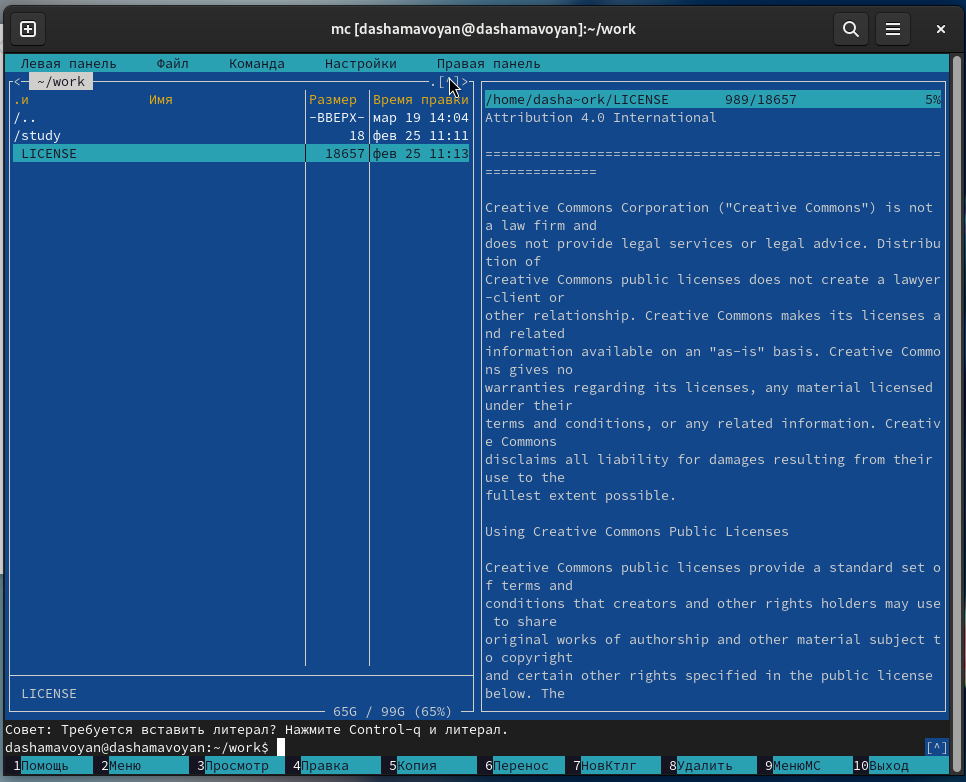 mc [dashamavoyan@dashamavoyan]:~/work
Левая панель Файл Команда Настройки Правая панель
<─ ~/work .[^]>
.и Имя Размер Время правки
/.. -ВВЕРХ- мар 19 14:04
/study 18 фев 25 11:11
LICENSE 18657 фев 25 11:13
LICENSE
65G / 99G (65%)
/home/dasha~ork/LICENSE 989/18657 5%
Attribution 4.0 International
=========================================================
==============
Creative Commons Corporation ("Creative Commons") is not
a law firm and
does not provide legal services or legal advice. Distribu
tion of
Creative Commons public licenses does not create a lawyer
-client or
other relationship. Creative Commons makes its licenses a
nd related
information available on an "as-is" basis. Creative Commo
ns gives no
warranties regarding its licenses, any material licensed
under their
terms and conditions, or any related information. Creativ
e Commons
disclaims all liability for damages resulting from their
use to the
fullest extent possible.
Using Creative Commons Public Licenses
Creative Commons public licenses provide a standard set o
f terms and
conditions that creators and other rights holders may use
to share
original works of authorship and other material subject t
o copyright
and certain other rights specified in the public license
below. The
Совет: Требуется вставить литерал? Нажмите Control-q и литерал.
dashamavoyan@dashamavoyan:~/work$ [^]
1Помощь 2Меню 3Просмотр 4Правка 5Копия 6Перенос 7НовКтлг 8Удалить 9МенюMC 10Выход